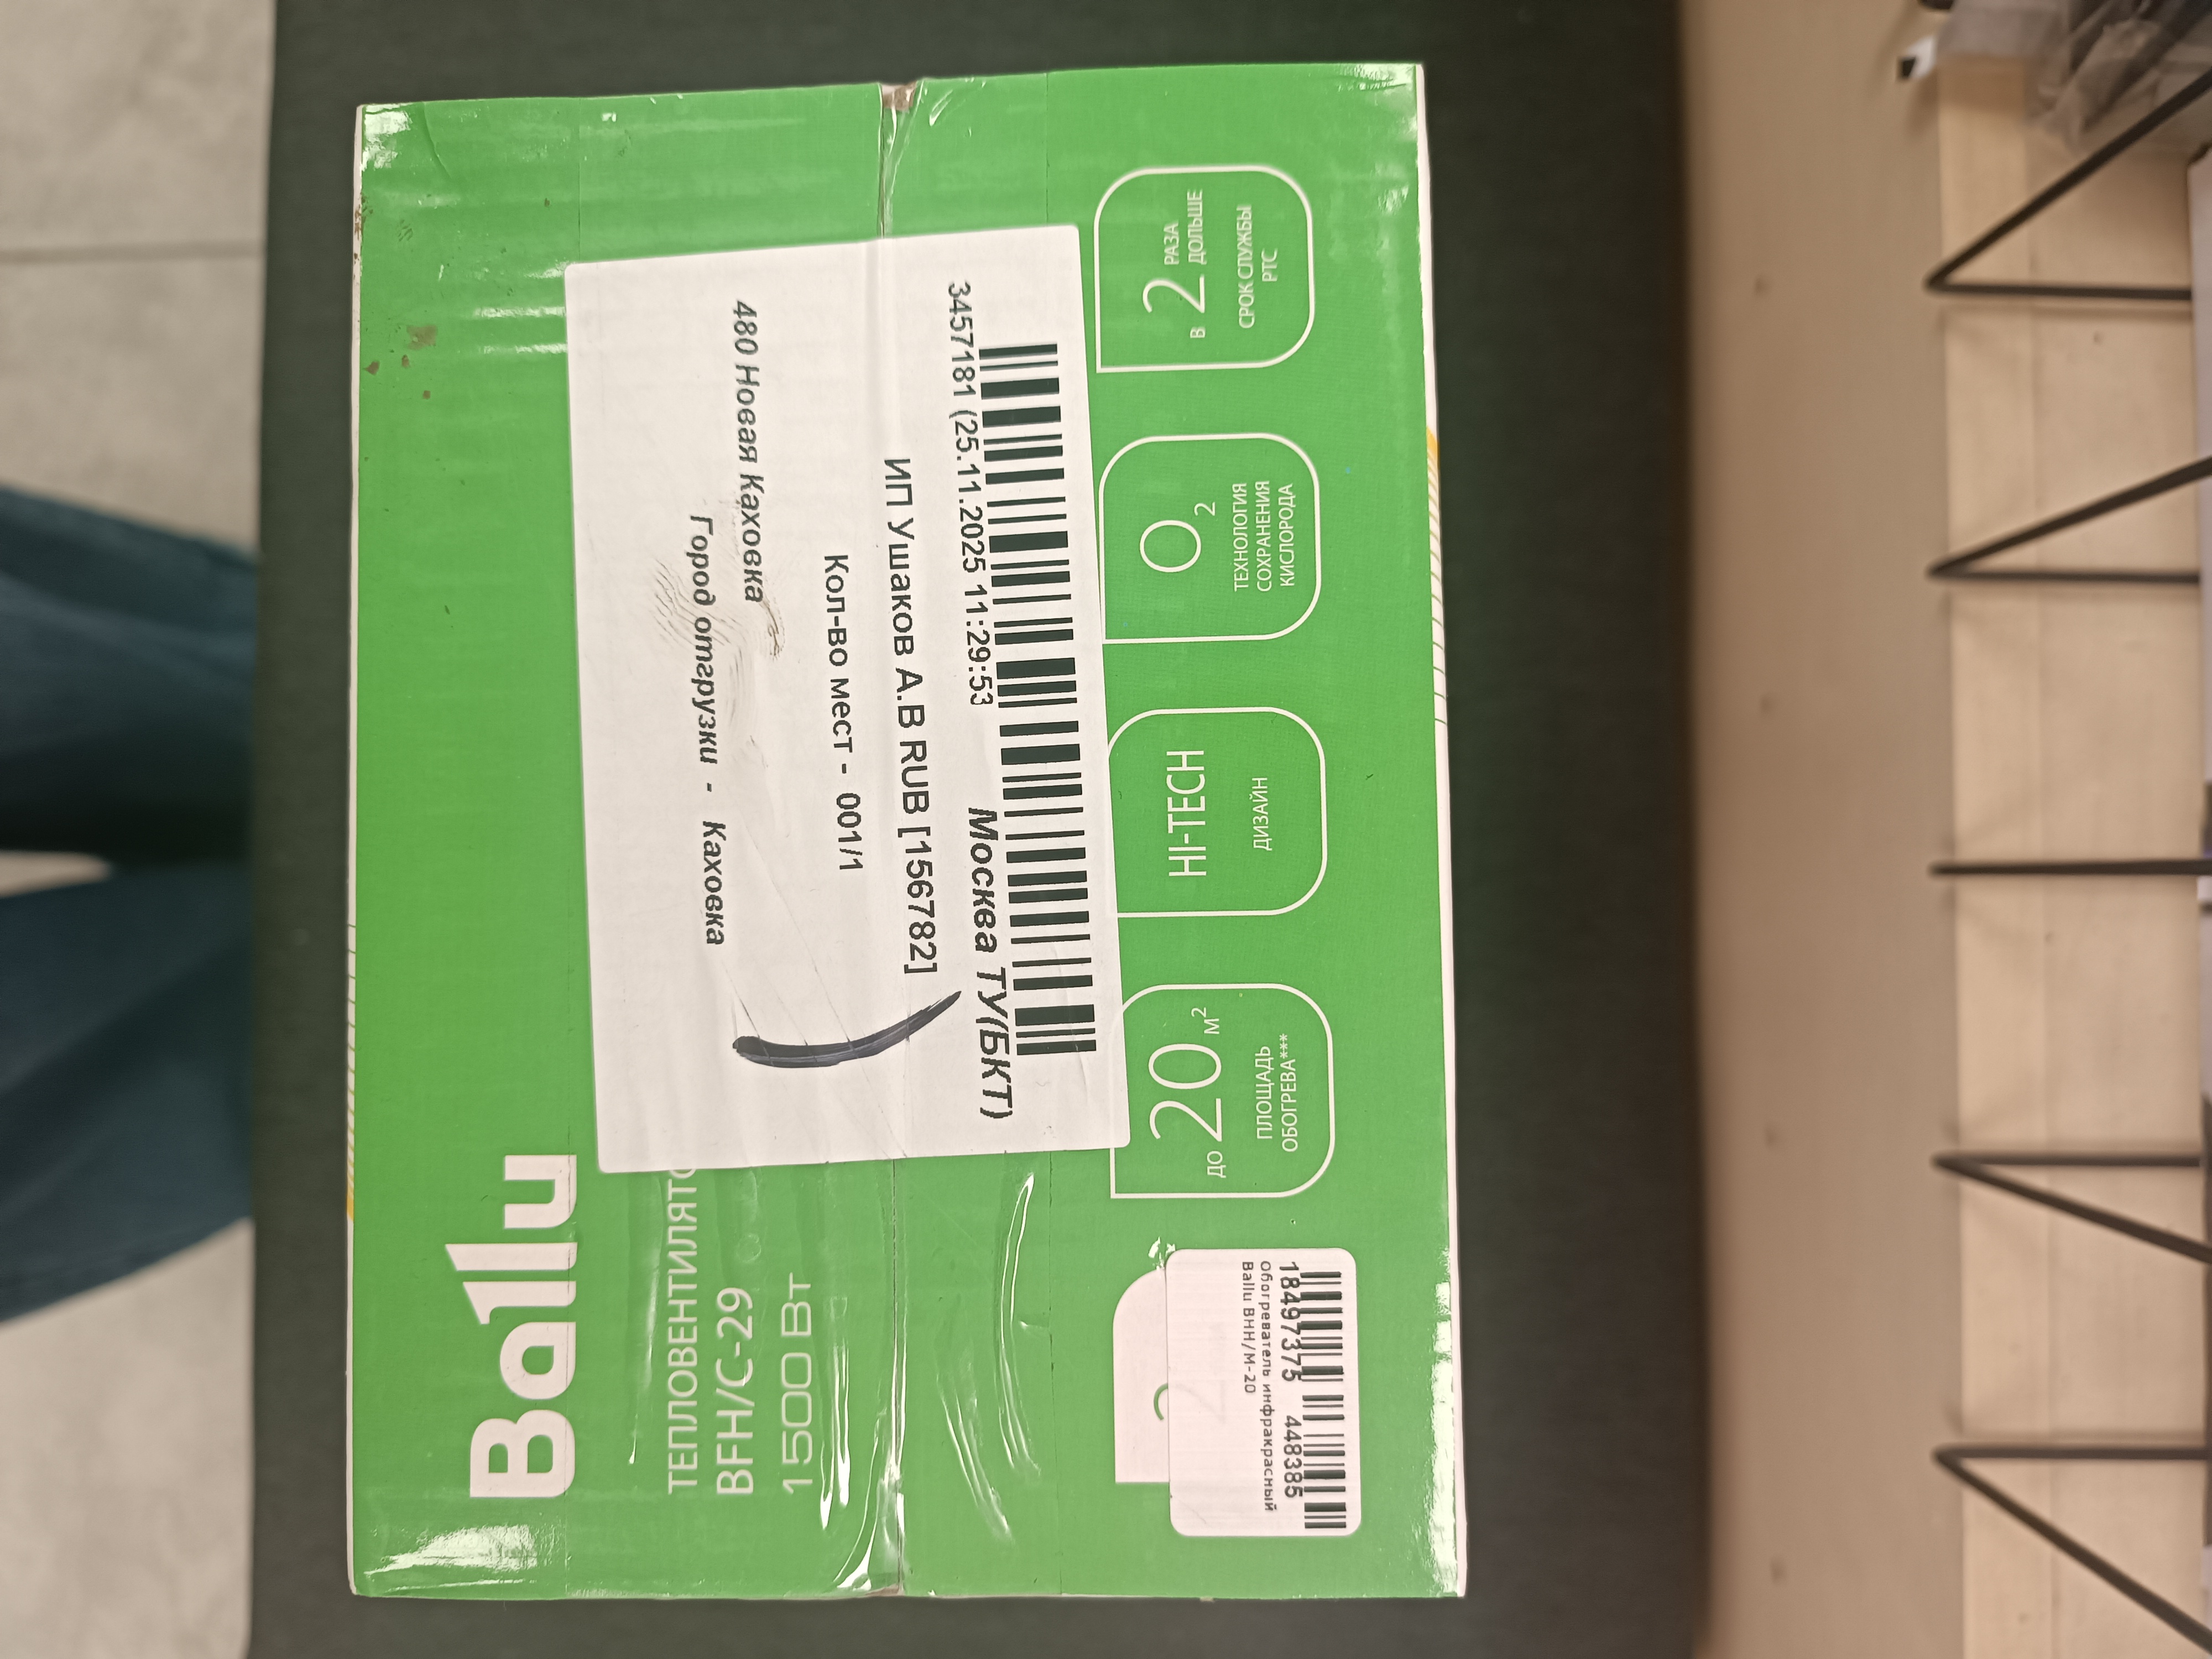 Ballu
ТЕПЛОВЕНТИЛЯТО
BFH/C-29
1500 Вт
Город отгрузки - Каховка
480 Новая Каховка
Кол-во мест - 001/1
ИП Ушаков А.В RUB [156782]
3457181 (25.11.2025 11:29:53 Москва ТУ(БКТ)
2
Ballu BHH/M-20
Обогреватель инфракрасный
18497375 448385
ДО 20 м²
ПЛОЩАДЬ
ОБОГРЕВА***
HI-TECH
ДИЗАЙН
O₂
ТЕХНОЛОГИЯ
СОХРАНЕНИЯ
КИСЛОРОДА
В 2 РАЗА
ДОЛЬШЕ
СРОК СЛУЖБЫ
PTC